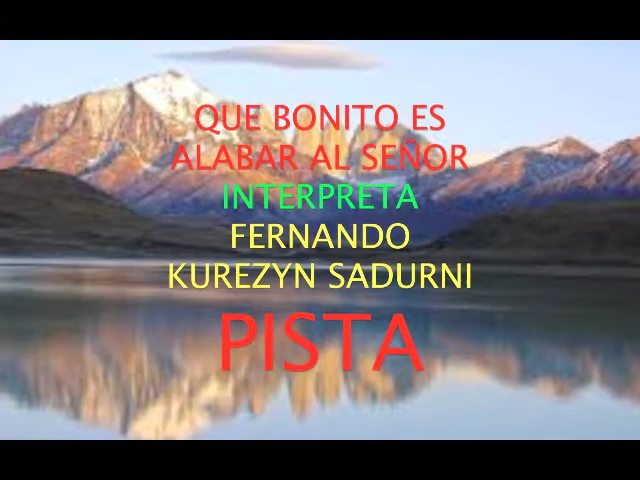 QUE BONITO ES
ALABAR AL SEÑOR
INTERPRETA
FERNANDO
KUREZYN SADURNI
PISTA